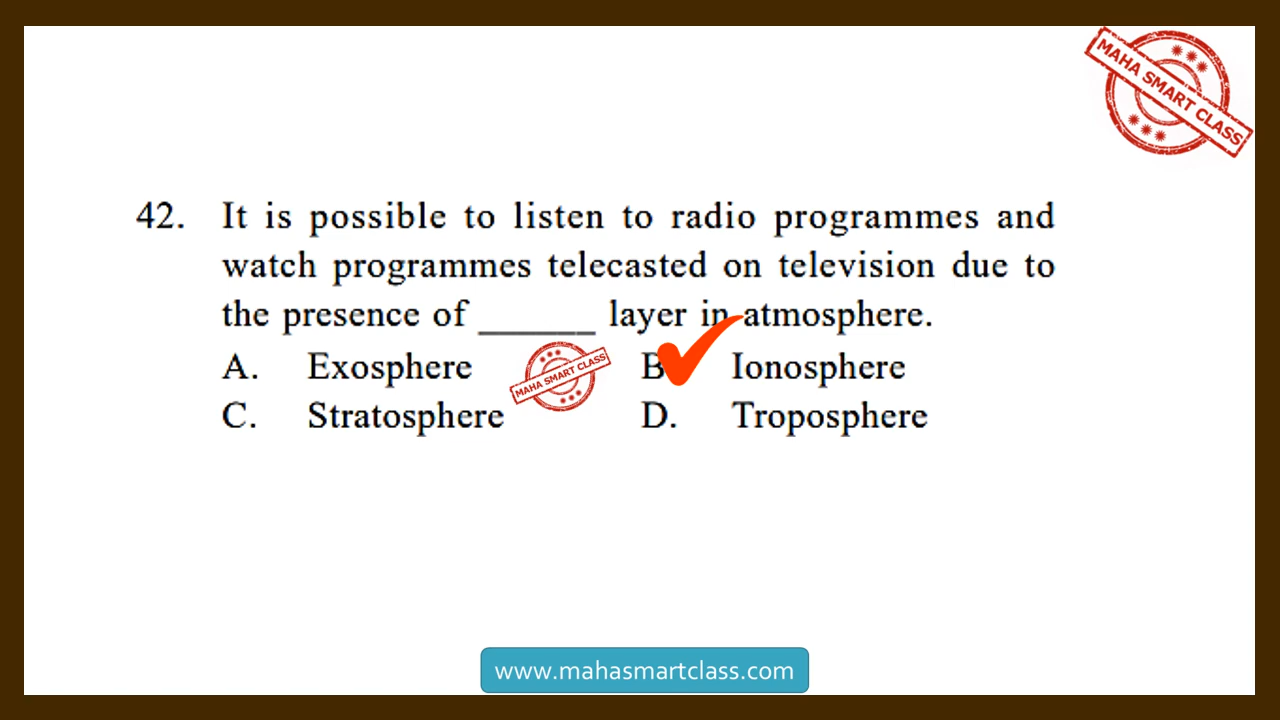 MAHA SMART CLASS
42. It is possible to listen to radio programmes and
watch programmes telecasted on television due to
the presence of ______ layer in atmosphere.
A. Exosphere B Ionosphere
MAHA SMART CLASS
C. Stratosphere D. Troposphere
www.mahasmartclass.com